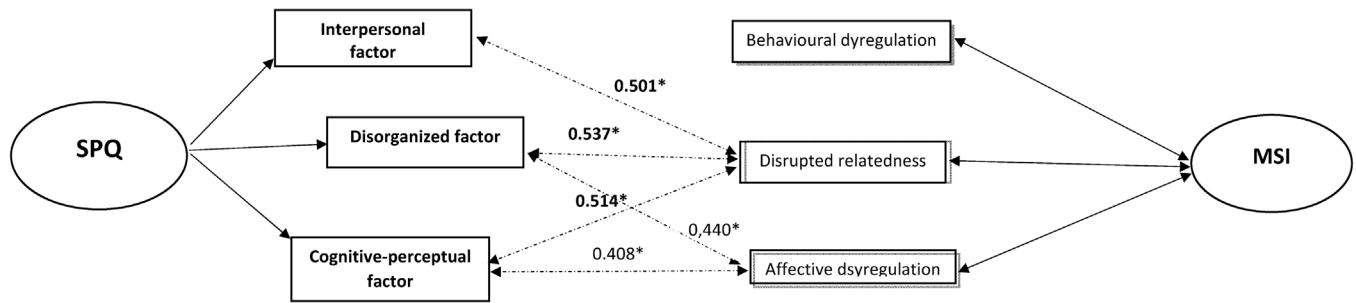 Interpersonal
factor
Behavioural dyregulation
0.501*
Disorganized factor
0.537*
SPQ
Disrupted relatedness
MSI
0.514*
0,440*
Cognitive-perceptual
factor
0.408*
Affective dsyregulation